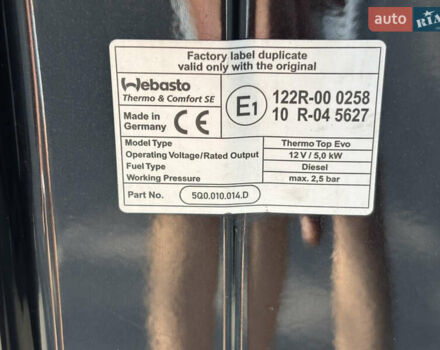 auto RIA
Factory label duplicate
valid only with the original
Webasto
Thermo & Comfort SE
Made in
Germany
CE
E1
122R-00 0258
10 R-04 5627
Model Type Thermo Top Evo
Operating Voltage/Rated Output 12 V / 5,0 kW
Fuel Type Diesel
Working Pressure max. 2,5 bar
Part No. 5Q0.010.014.D